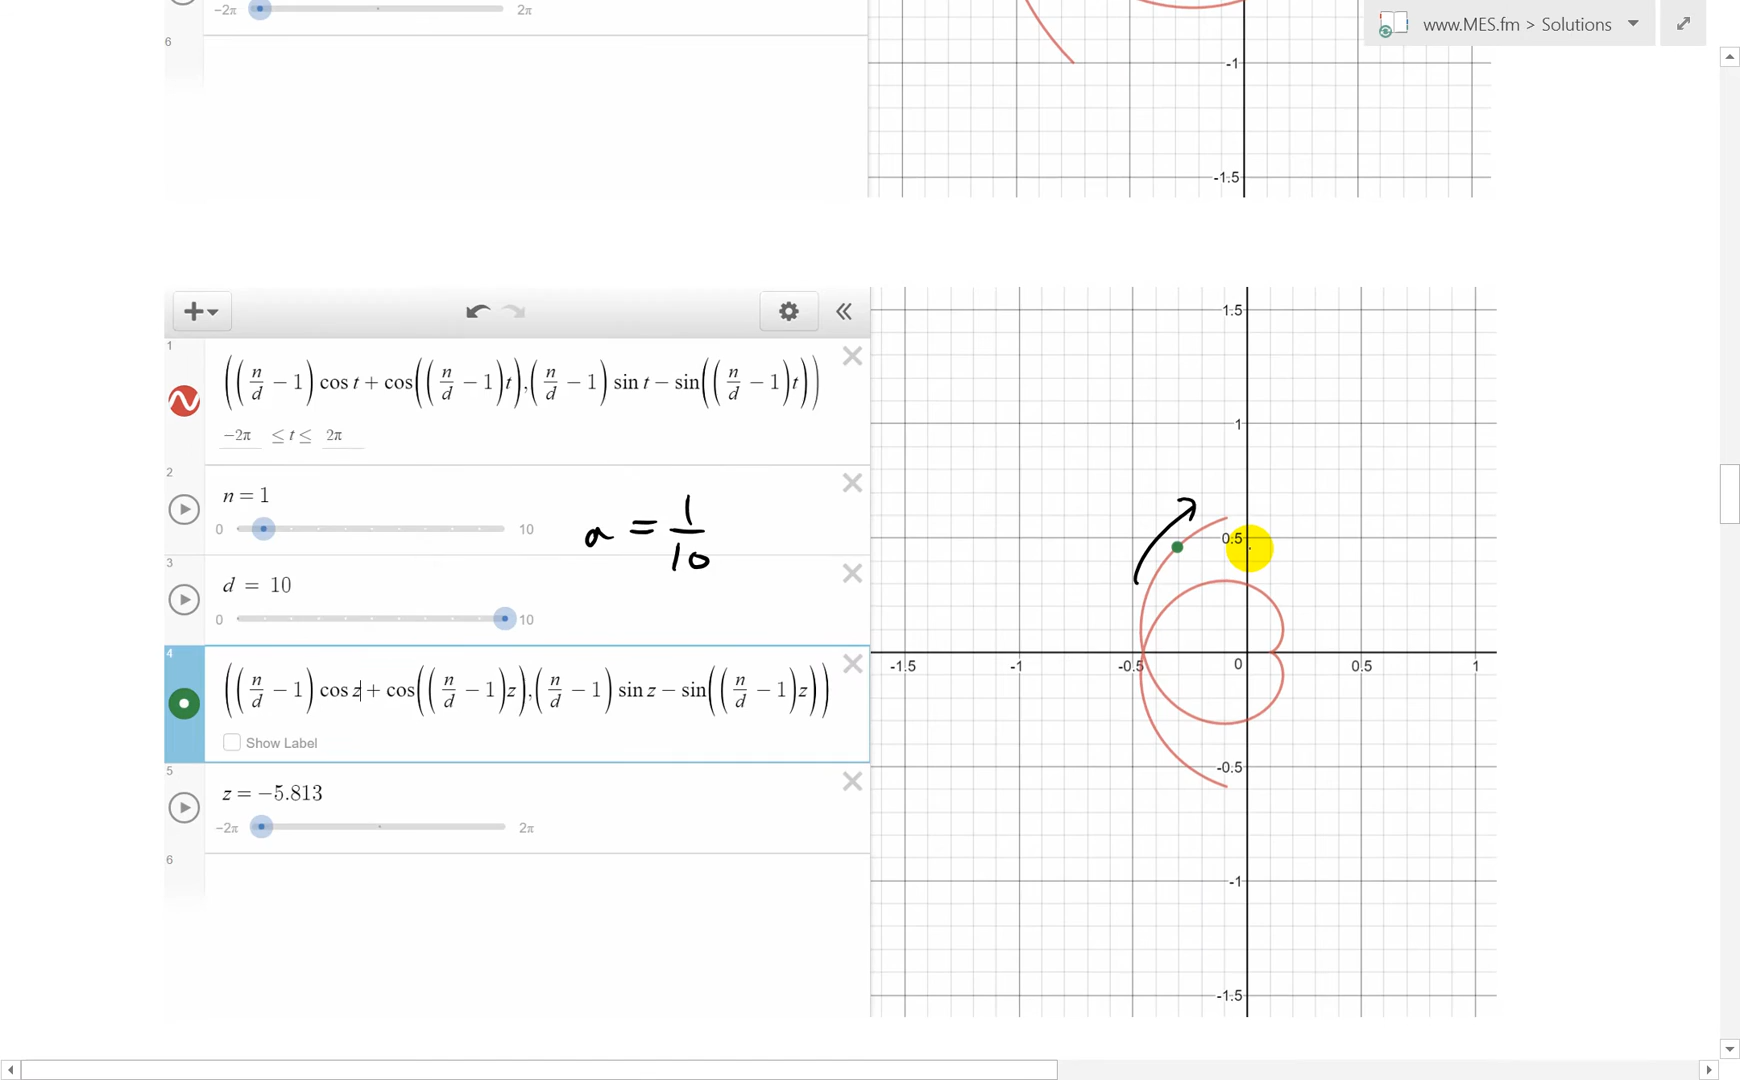 -2π 2π
6
-1
-1.5
www.MES.fm > Solutions
1
((n/d - 1) cos t + cos((n/d - 1)t), (n/d - 1) sin t - sin((n/d - 1)t))
-2π ≤ t ≤ 2π
2
n = 1
0 10
a = 1/10
3
d = 10
0 10
4
((n/d - 1) cos z + cos((n/d - 1)z), (n/d - 1) sin z - sin((n/d - 1)z))
Show Label
5
z = -5.813
-2π 2π
6
1.5
1
0.5
-1.5 -1 -0.5 0 0.5 1
-0.5
-1
-1.5